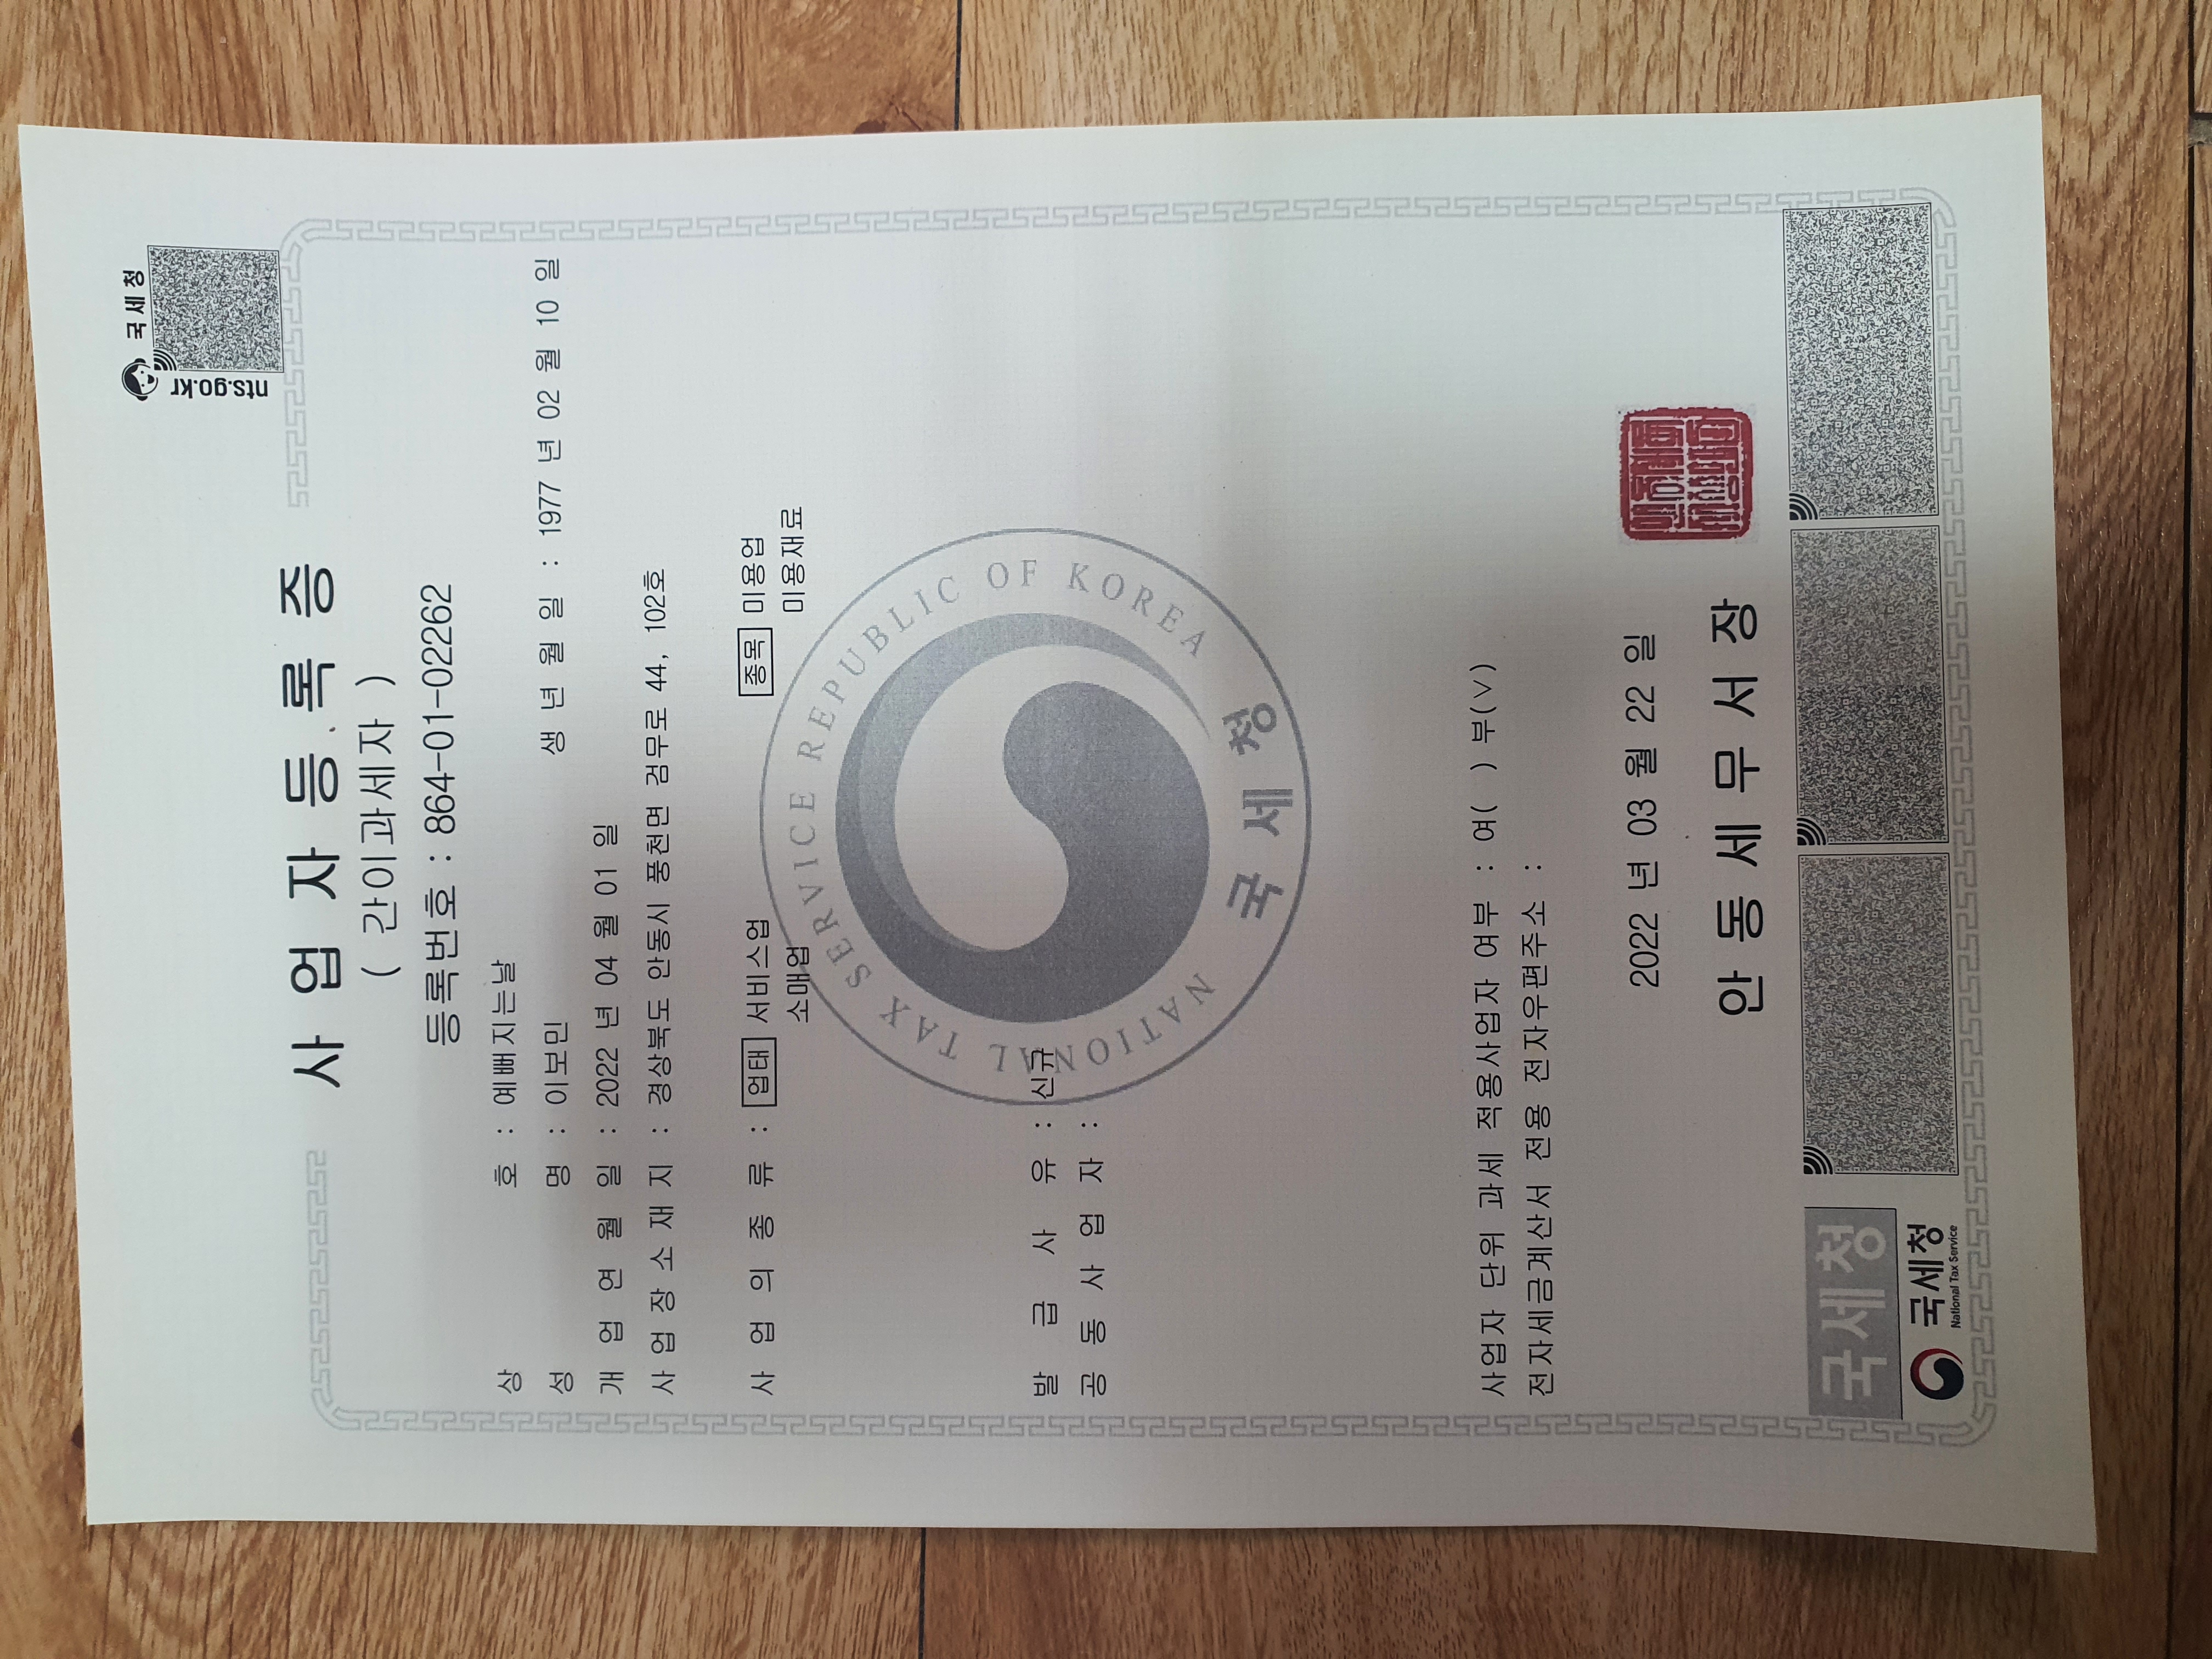 국세청
nts.go.kr
사업자등록증
( 간이과세자 )
등록번호 : 864-01-02262
상 호 : 예뻐지는날
성 명 : 이보민 생 년 월 일 : 1977 년 02 월 10 일
개 업 연 월 일 : 2022 년 04 월 01 일
사 업 장 소 재 지 : 경상북도 안동시 풍천면 검무로 44, 102호
사 업 의 종 류 : 업태 서비스업 종목 미용업
소매업 미용재료
NATIONAL TAX SERVICE REPUBLIC OF KOREA
국세청
발 급 사 유 : 신규
공 동 사 업 자 :
사업자 단위 과세 적용사업자 여부 : 여( ) 부(∨)
전자세금계산서 전용 전자우편주소 :
2022 년 03 월 22 일
안동세무서장
국세청
국세청
National Tax Service